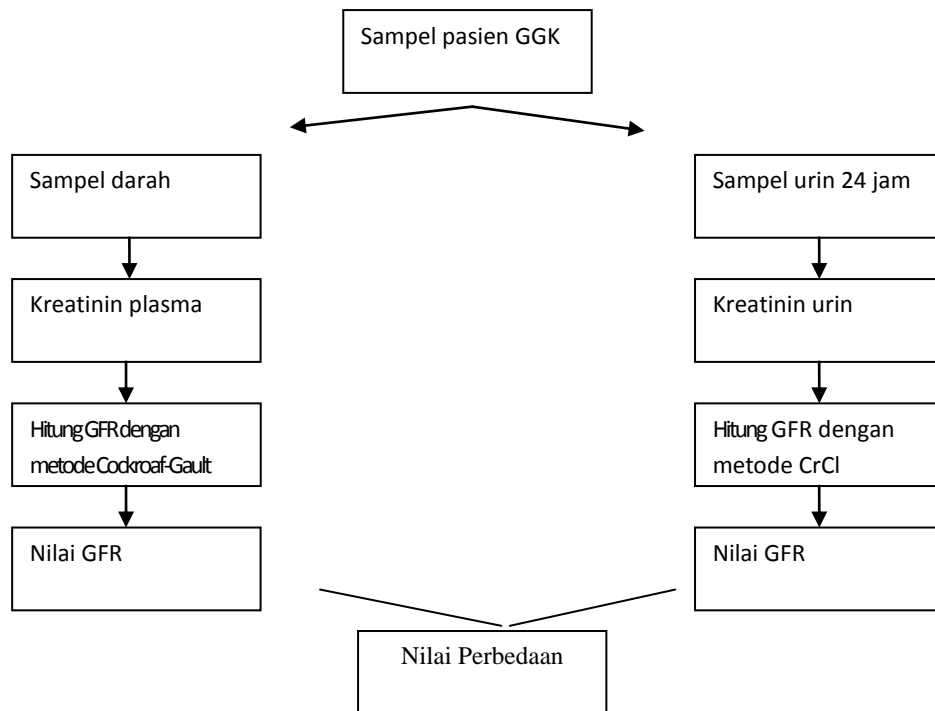 Sampel pasien GGK
Sampel darah
Sampel urin 24 jam
Kreatinin plasma
Kreatinin urin
Hitung GFR dengan
metode Cockroaf-Gault
Hitung GFR dengan
metode CrCl
Nilai GFR
Nilai GFR
Nilai Perbedaan